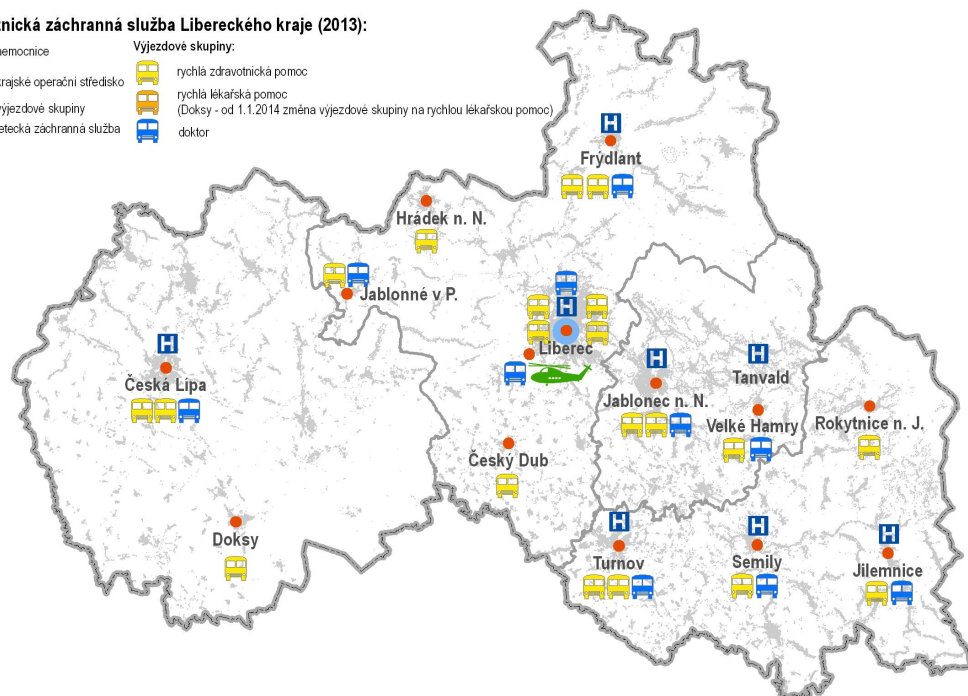 tnická záchranná služba Libereckého kraje (2013):
nemocnice
krajské operační středisko
výjezdové skupiny
etecká záchranná služba
Výjezdové skupiny:
rychlá zdravotnická pomoc
rychlá lékařská pomoc
(Doksy - od 1.1.2014 změna výjezdové skupiny na rychlou lékařskou pomoc)
doktor
H
Frýdlant
Hrádek n. N.
Jablonné v P.
H
Liberec
H
Česká Lípa
H
Jablonec n. N.
H
Tanvald
Velké Hamry
Rokytnice n. J.
Český Dub
Doksy
H
Turnov
H
Semily
H
Jilemnice